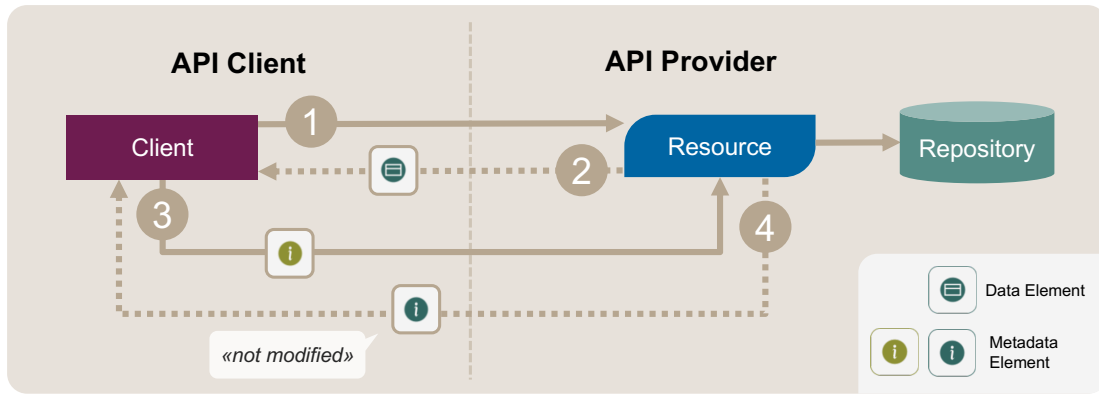 API Client
API Provider
1
Client
Resource
Repository
2
3
4
i
i
«not modified»
Data Element
i
i
Metadata
Element